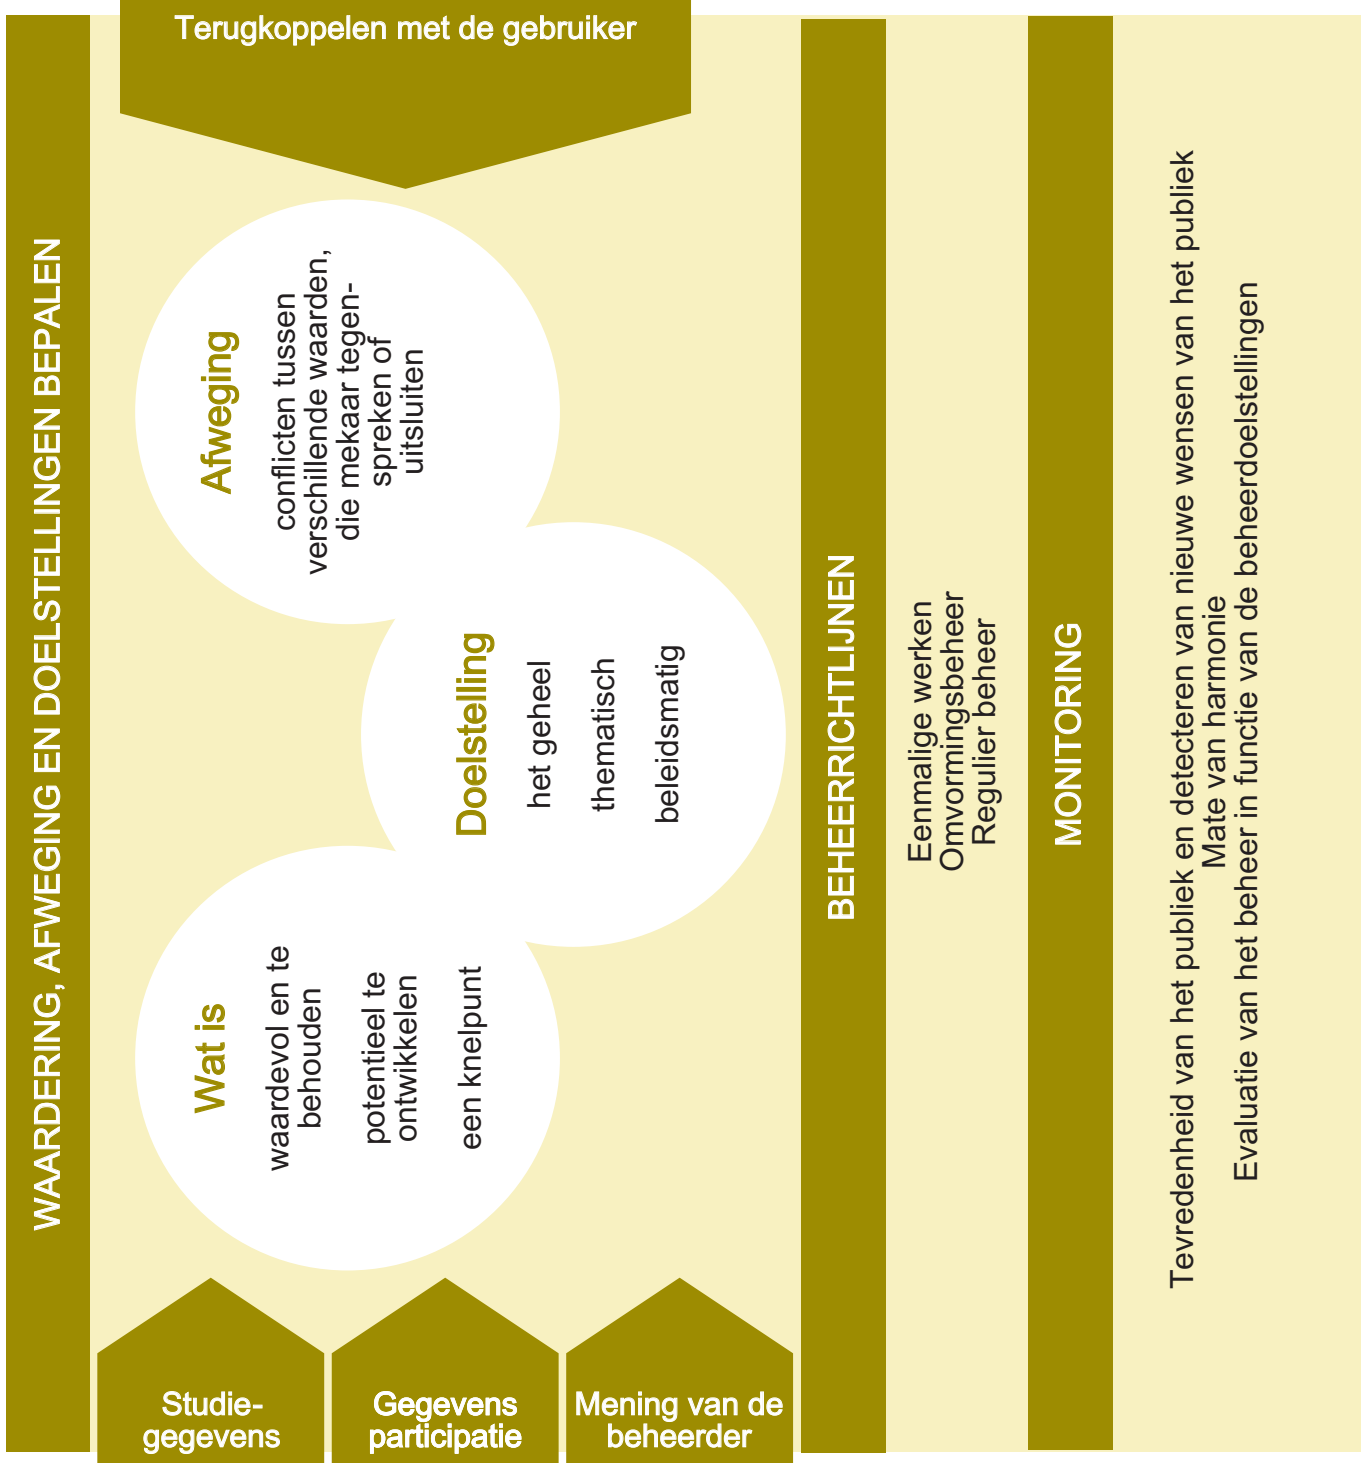 WAARDERING, AFWEGING EN DOELSTELLINGEN BEPALEN
Studie-
gegevens
Gegevens
participatie
Mening van de
beheerder
Wat is
waardevol en te
behouden
potentieel te
ontwikkelen
een knelpunt
Doelstelling
het geheel
thematisch
beleidsmatig
Afweging
conflicten tussen
verschillende waarden,
die mekaar tegen-
spreken of
uitsluiten
Terugkoppelen met de gebruiker
BEHEERRICHTLIJNEN
Eenmalige werken
Omvormingsbeheer
Regulier beheer
MONITORING
Tevredenheid van het publiek en detecteren van nieuwe wensen van het publiek
Mate van harmonie
Evaluatie van het beheer in functie van de beheerdoelstellingen